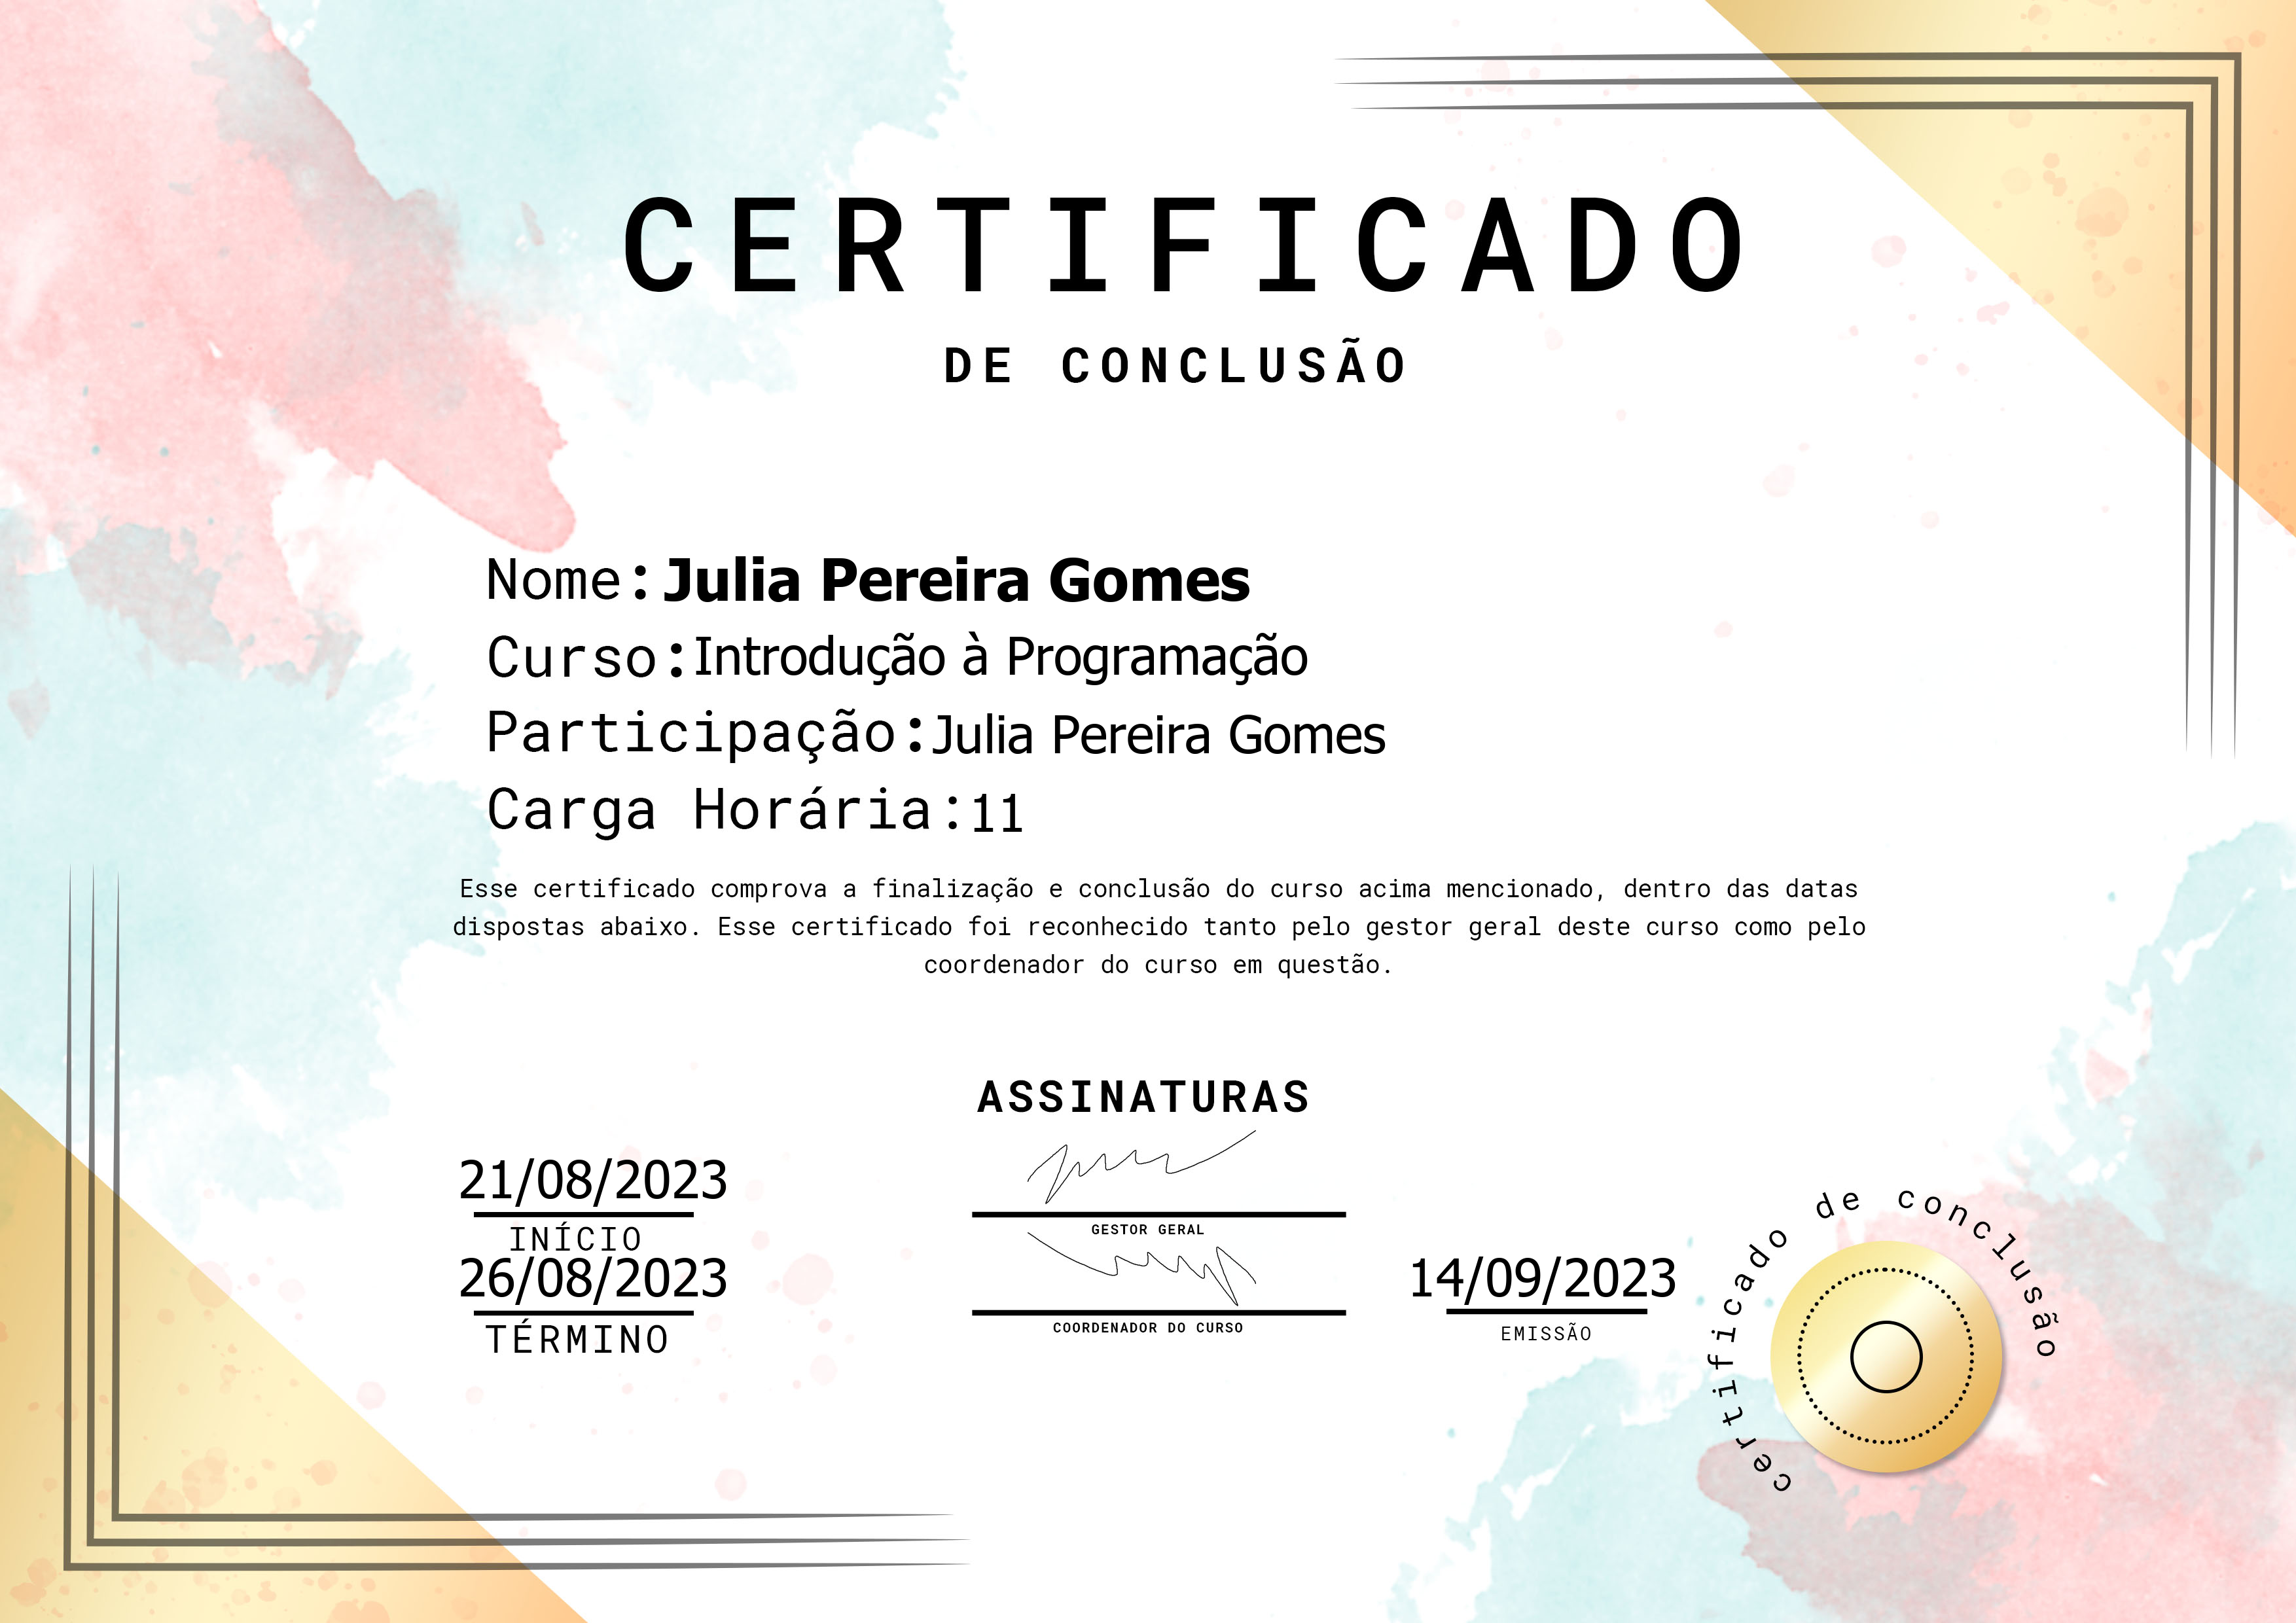 CERTIFICADO
DE CONCLUSÃO
Nome: Julia Pereira Gomes
Curso: Introdução à Programação
Participação: Julia Pereira Gomes
Carga Horária: 11
Esse certificado comprova a finalização e conclusão do curso acima mencionado, dentro das datas
dispostas abaixo. Esse certificado foi reconhecido tanto pelo gestor geral deste curso como pelo
coordenador do curso em questão.
ASSINATURAS
21/08/2023
INÍCIO
GESTOR GERAL
26/08/2023
TÉRMINO
COORDENADOR DO CURSO
14/09/2023
EMISSÃO
certificado de conclusão